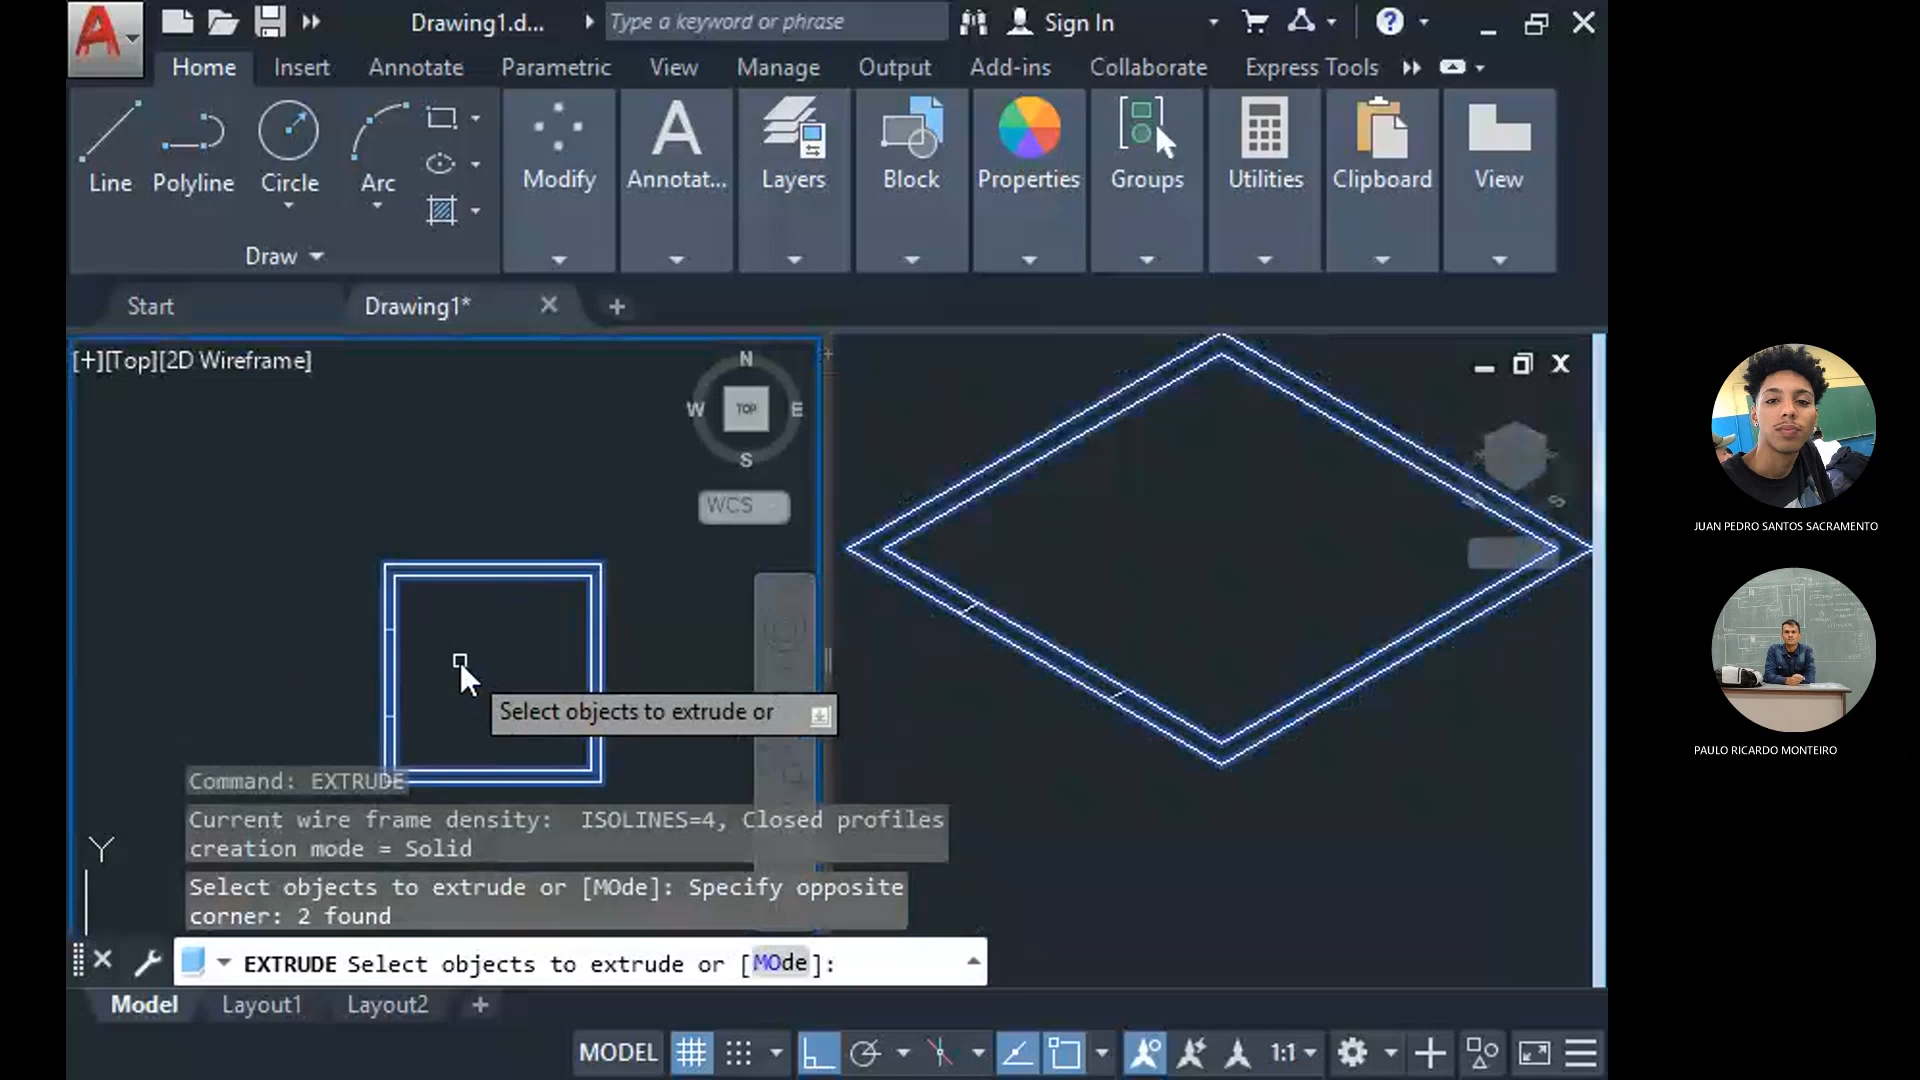 Drawing1.d...
Type a keyword or phrase
Sign In
Home Insert Annotate Parametric View Manage Output Add-ins Collaborate Express Tools
Line Polyline Circle Arc
Modify Annotat... Layers Block Properties Groups Utilities Clipboard View
Draw
Start Drawing1*
[+][Top][2D Wireframe]
N
W TOP E
S
WCS
S
Select objects to extrude or
Command: EXTRUDE
Current wire frame density: ISOLINES=4, Closed profiles
creation mode = Solid
Y
Select objects to extrude or [MOde]: Specify opposite
corner: 2 found
EXTRUDE Select objects to extrude or [MOde]:
Model Layout1 Layout2 +
MODEL 1:1
JUAN PEDRO SANTOS SACRAMENTO
PAULO RICARDO MONTEIRO